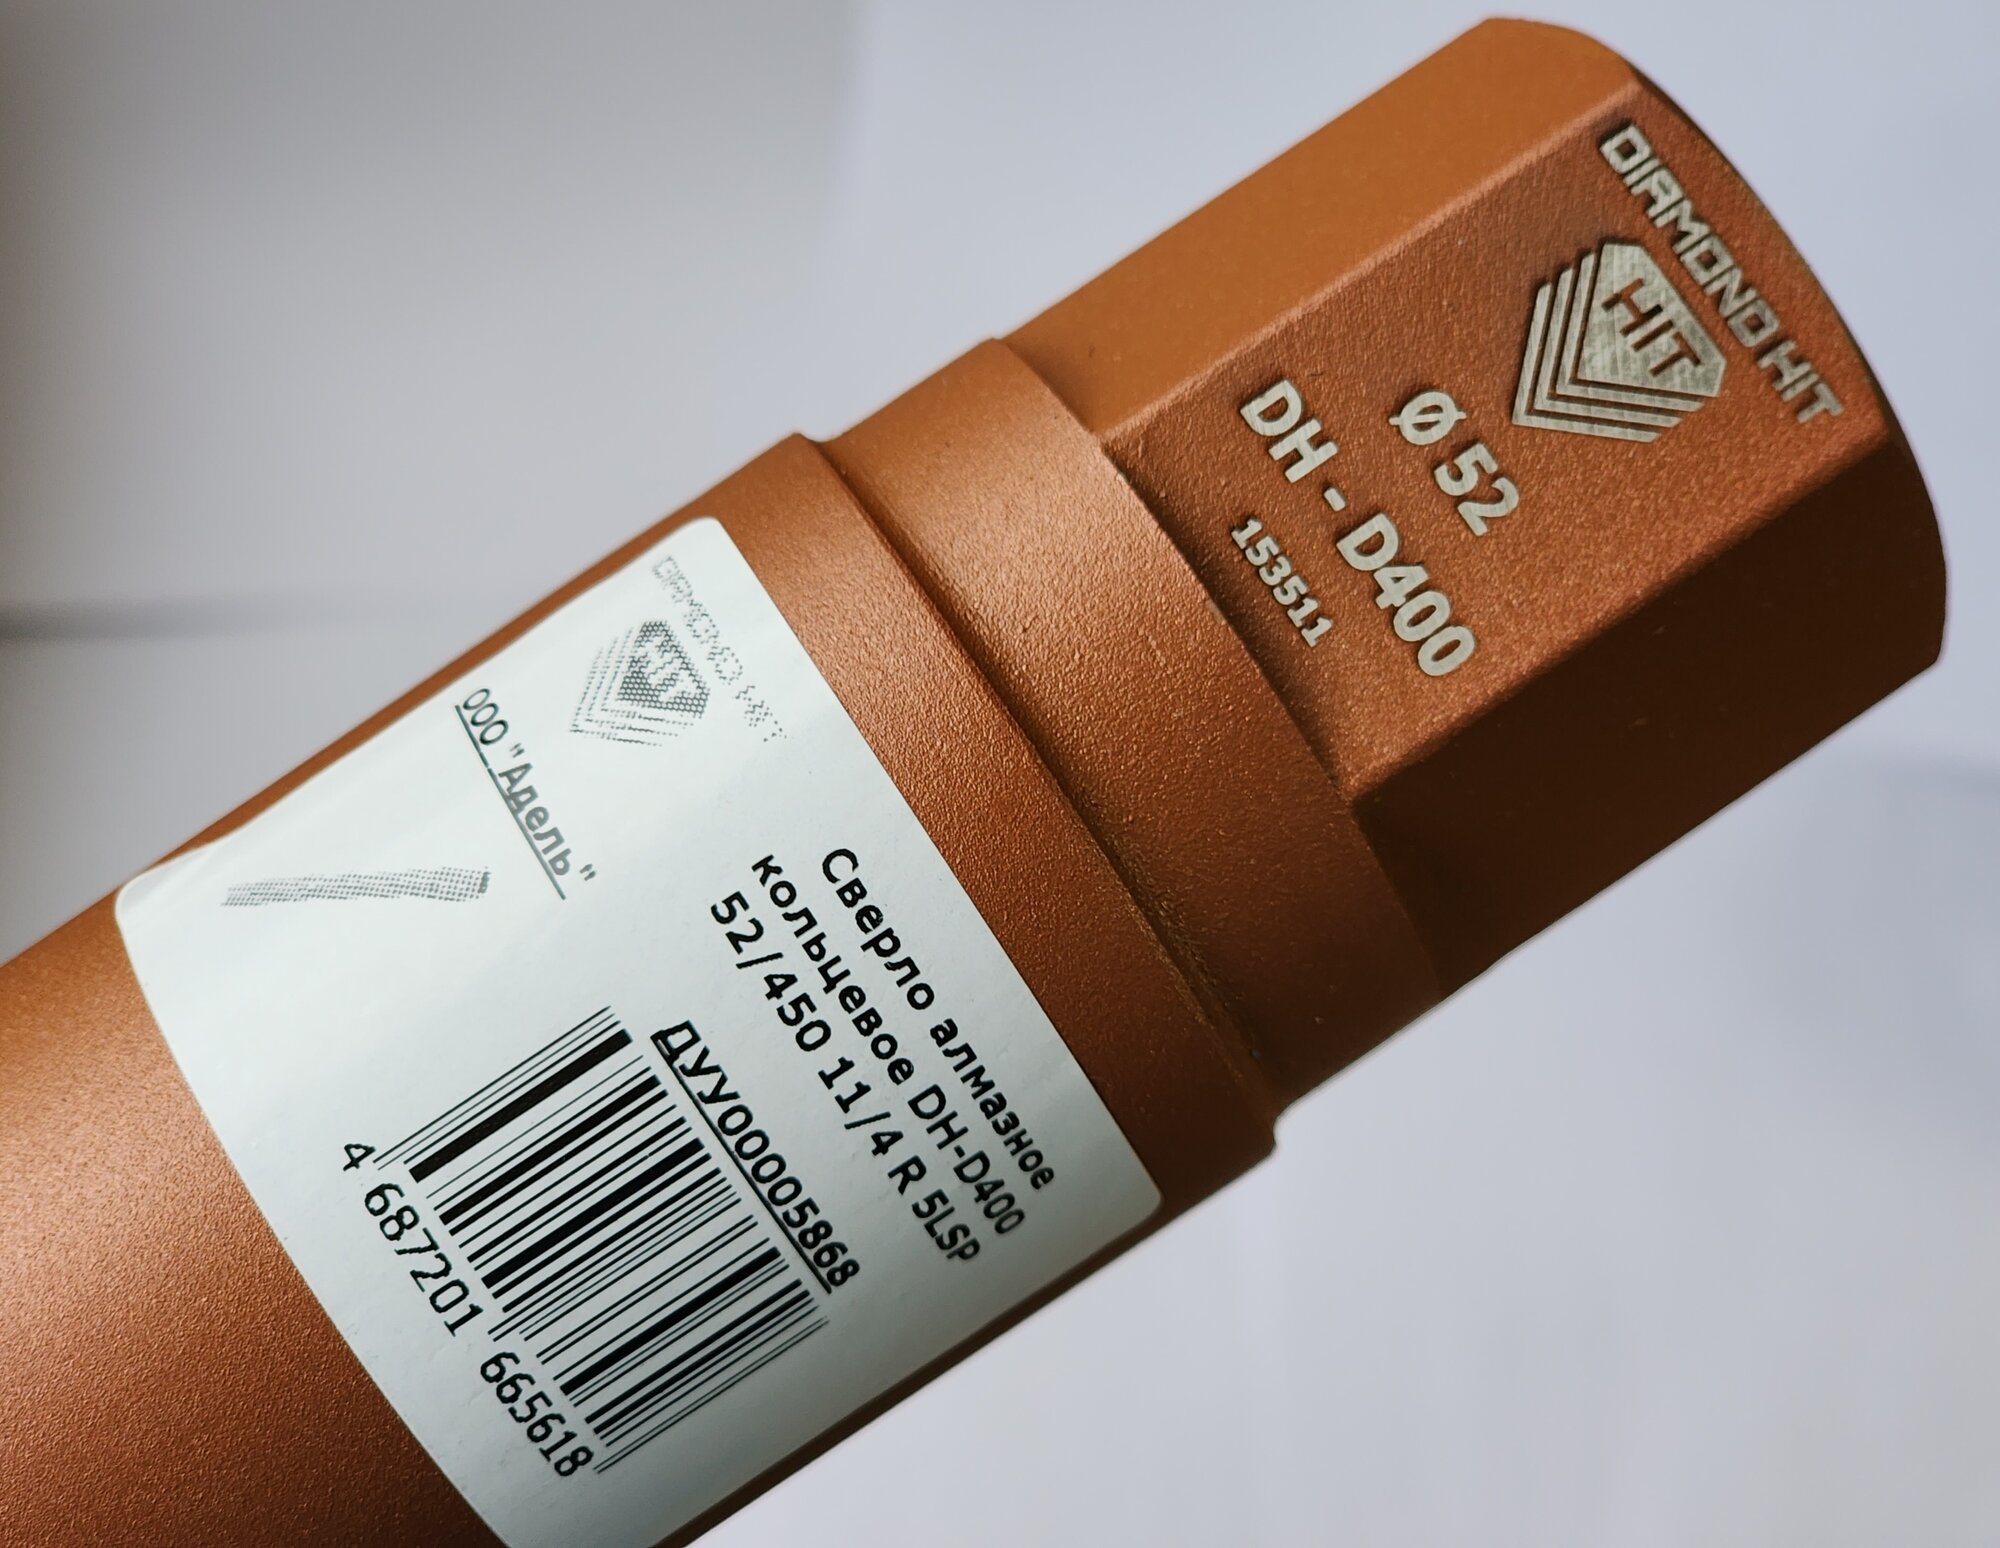 DIAMOND HIT
HIT
Ø 52
DH - D400
153511
DIAMOND HIT
HIT
ООО "Адель"
Сверло алмазное
кольцевое DH-D400
52/450 11/4 R 5LSP
ДУУ00005868
4 687201 665618